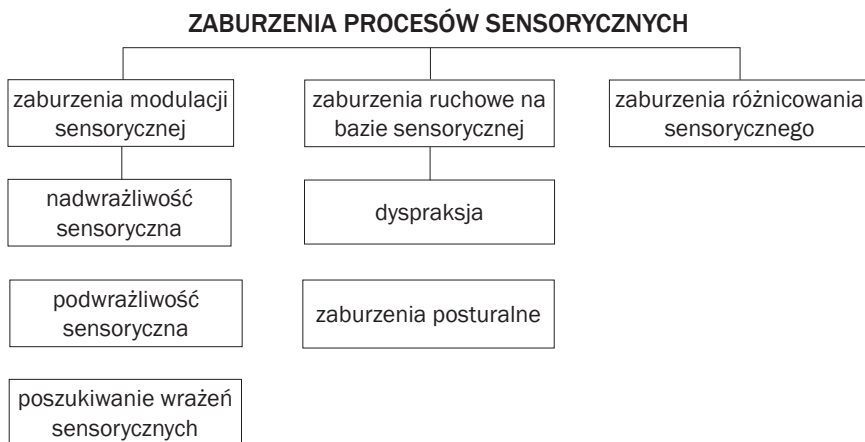 ZABURZENIA PROCESÓW SENSORYCZNYCH
zaburzenia modulacji
sensorycznej
zaburzenia ruchowe na
bazie sensorycznej
zaburzenia różnicowania
sensorycznego
nadwrażliwość
sensoryczna
dyspraksja
podwrażliwość
sensoryczna
zaburzenia posturalne
poszukiwanie wrażeń
sensorycznych